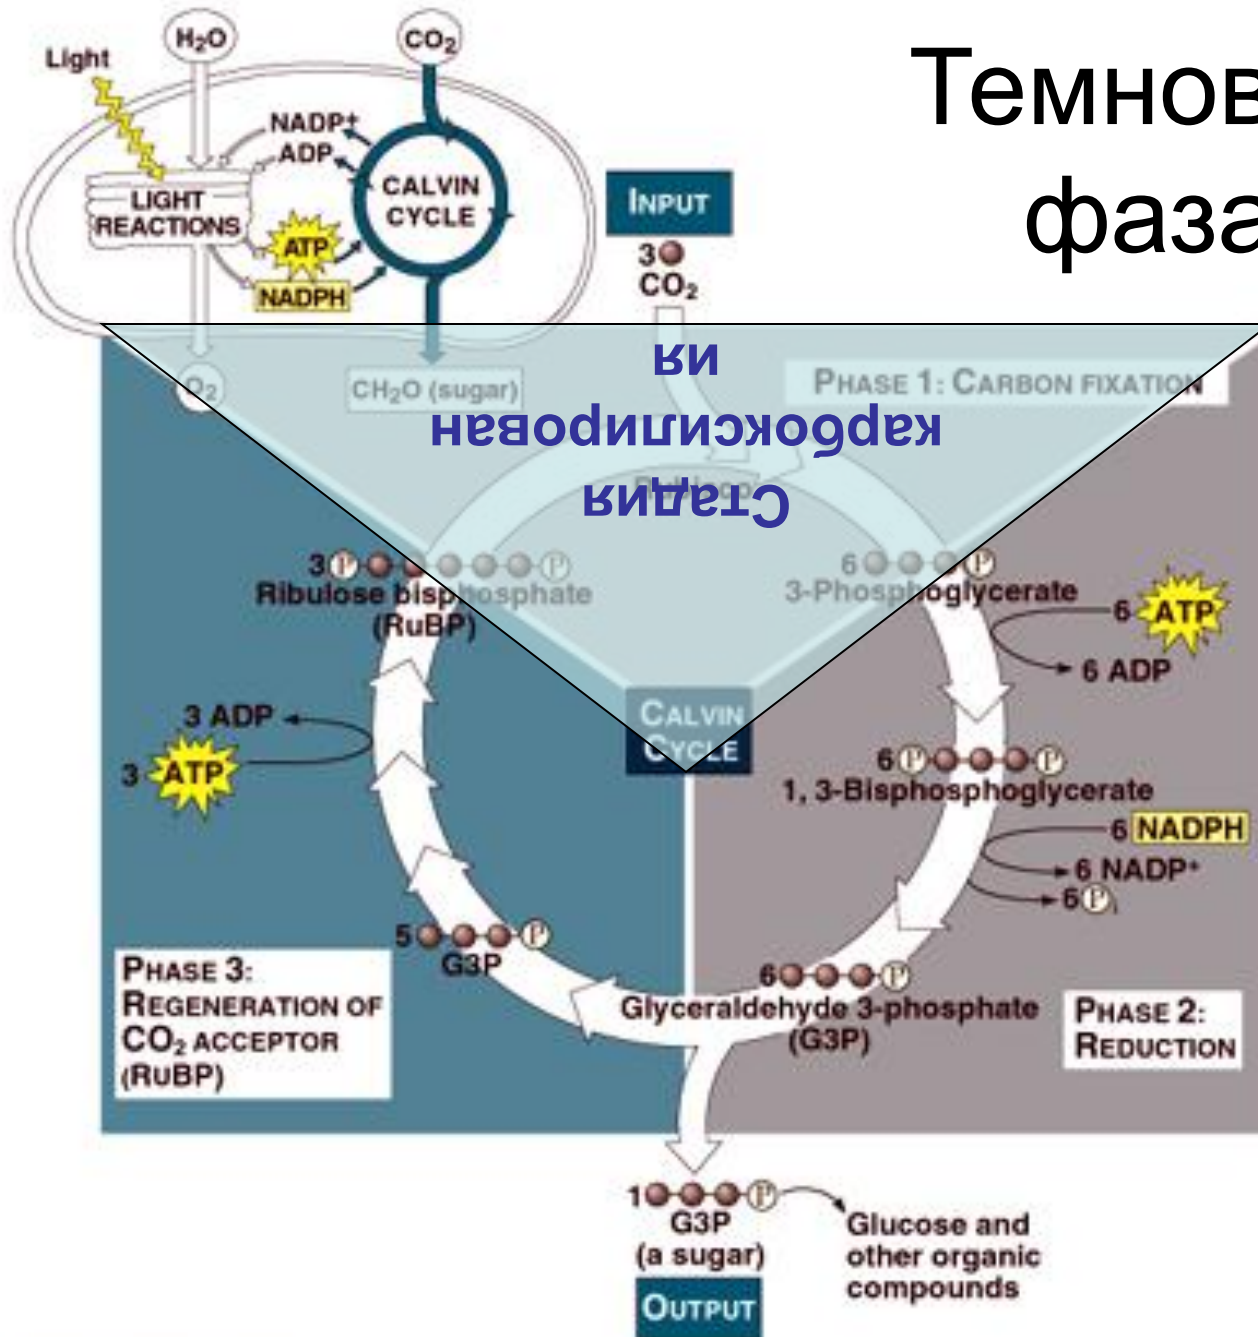 Темнов
фаза
H₂O
CO₂
Light
NADP+
ADP
LIGHT
REACTIONS
CALVIN
CYCLE
ATP
NADPH
O₂
CH₂O (sugar)
INPUT
3
CO₂
PHASE 1: CARBON FIXATION
Стадия
карбоксилирован
ия
Rubisco
3 P P
Ribulose bisphosphate
(RuBP)
6 P
3-Phosphoglycerate
6 ATP
6 ADP
3 ADP
3 ATP
CALVIN
CYCLE
6 P P
1, 3-Bisphosphoglycerate
6 NADPH
6 NADP+
6 Pi
5 P
G3P
6 P
Glyceraldehyde 3-phosphate
(G3P)
PHASE 3:
REGENERATION OF
CO₂ ACCEPTOR
(RUBP)
PHASE 2:
REDUCTION
1 P
G3P
(a sugar)
Glucose and
other organic
compounds
OUTPUT